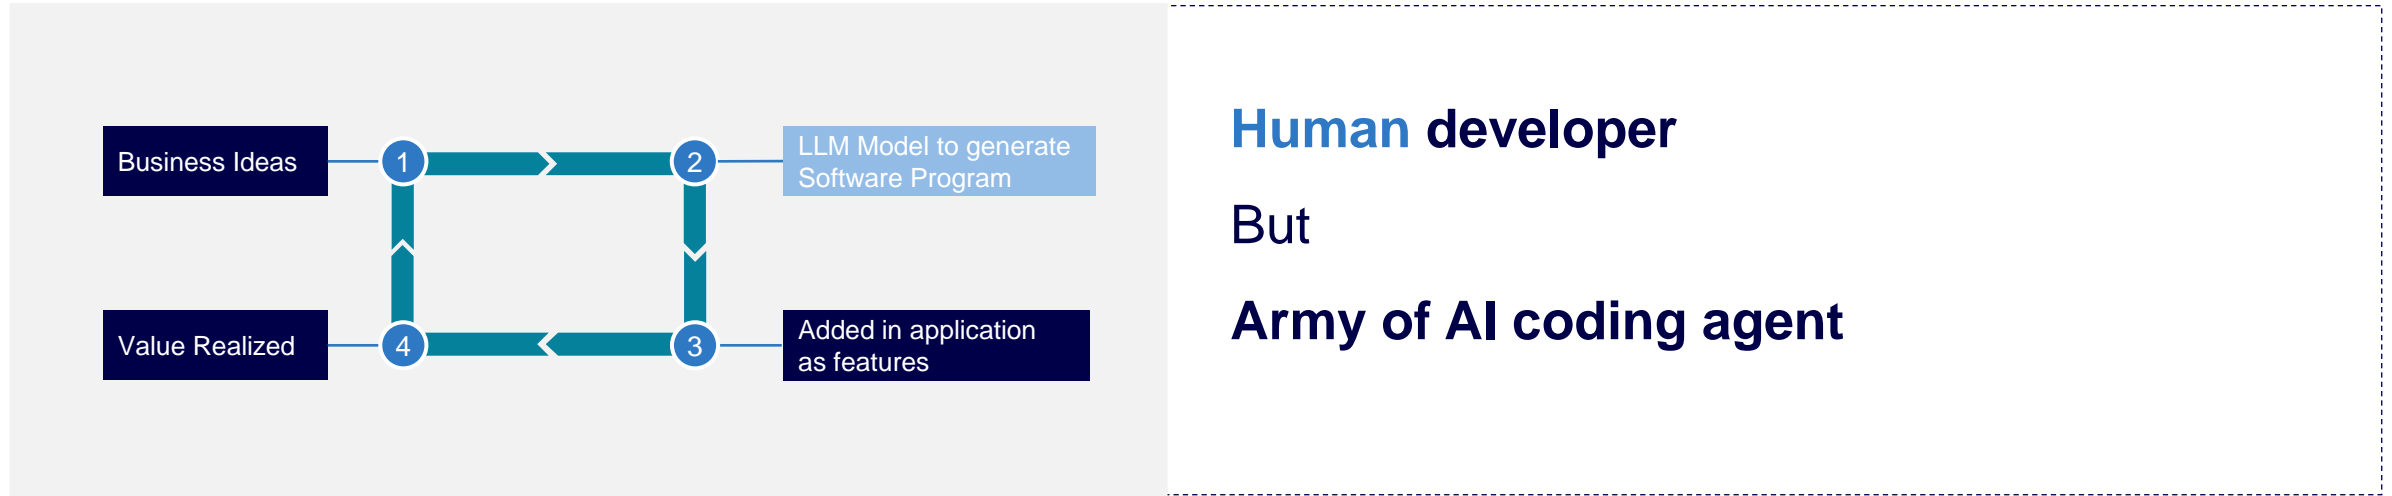 Business Ideas
1
2
LLM Model to generate
Software Program
Value Realized
4
3
Added in application
as features
Human developer
But
Army of AI coding agent